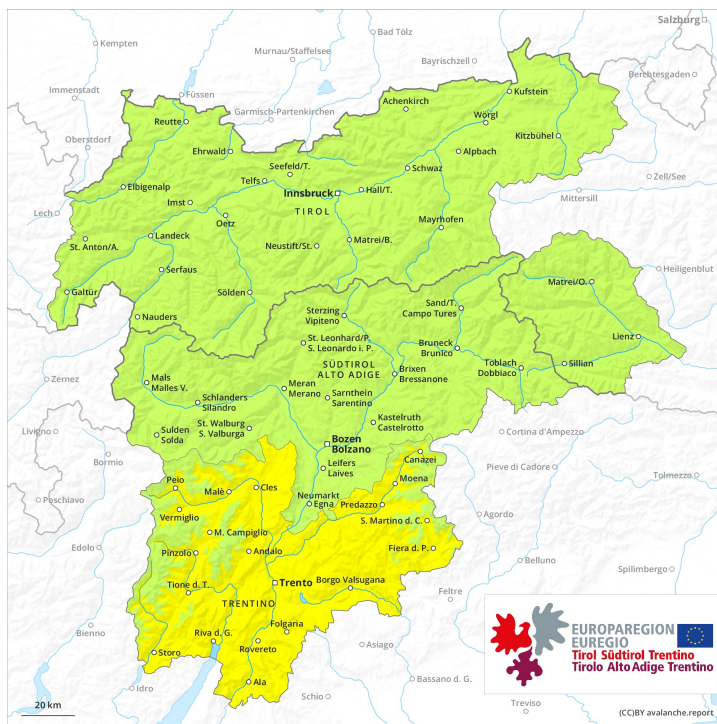 Salzburg
Kempten
Bad Tölz
Murnau/Staffelsee
Bayrischzell
Berchtesgaden
Immenstadt
Füssen
Garmisch-Partenkirchen
Achenkirch
Kufstein
Reutte
Wörgl
Oberstdorf
Ehrwald
Kitzbühel
Alpbach
Seefeld/T.
Schwaz
Zell/See
Telfs
Elbigenalp
Innsbruck
Hall/T.
Mittersill
Imst
TIROL
Lech
Oetz
Mayrhofen
St. Anton/A.
Landeck
Neustift/St.
Matrei/B.
Serfaus
Heiligenblut
Galtür
Sölden
Matrei/O.
Nauders
Sterzing
Vipiteno
Sand/T.
Campo Tures
Lienz
St. Leonhard/P.
S. Leonardo i. P.
Bruneck
Brunico
Toblach
Dobbiaco
Sillian
SÜDTIROL
ALTO ADIGE
Brixen
Bressanone
Zernez
Mals
Malles V.
Meran
Merano
Schlanders
Silandro
Sarnthein
Sarentino
St. Walburg
S. Valburga
Kastelruth
Castelrotto
Livigno
Sulden
Solda
Cortina d'Ampezzo
Bozen
Bolzano
Bormio
Canazei
Leifers
Laives
Pieve di Cadore
Tolmezzo
Poschiavo
Peio
Malè
Cles
Moena
Neumarkt
Egna
Predazzo
Vermiglio
Agordo
S. Martino d. C.
M. Campiglio
Edolo
Pinzolo
Andalo
Fiera d. P.
Belluno
Spilimbergo
Tione d. T.
Trento
Borgo Valsugana
Feltre
TRENTINO
Folgaria
Bienno
Riva d. G.
Rovereto
Asiago
Storo
Bassano d. G.
Ala
Idro
Schio
Treviso
EUROPAREGION
EUREGIO
Tirol Südtirol Trentino
Tirolo Alto Adige Trentino
20 km
(CC)BY avalanche.report